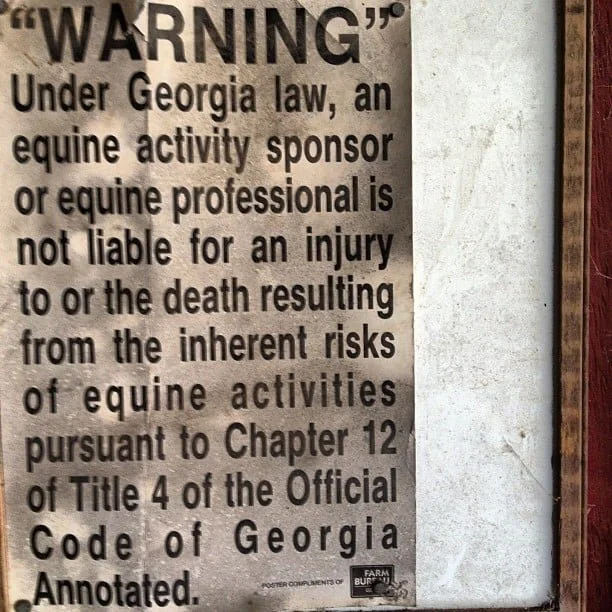 “WARNING”
Under Georgia law, an
equine activity sponsor
or equine professional is
not liable for an injury
to or the death resulting
from the inherent risks
of equine activities
pursuant to Chapter 12
of Title 4 of the Official
Code of Georgia
Annotated.
POSTER COMPLIMENTS OF
FARM
BUREAU